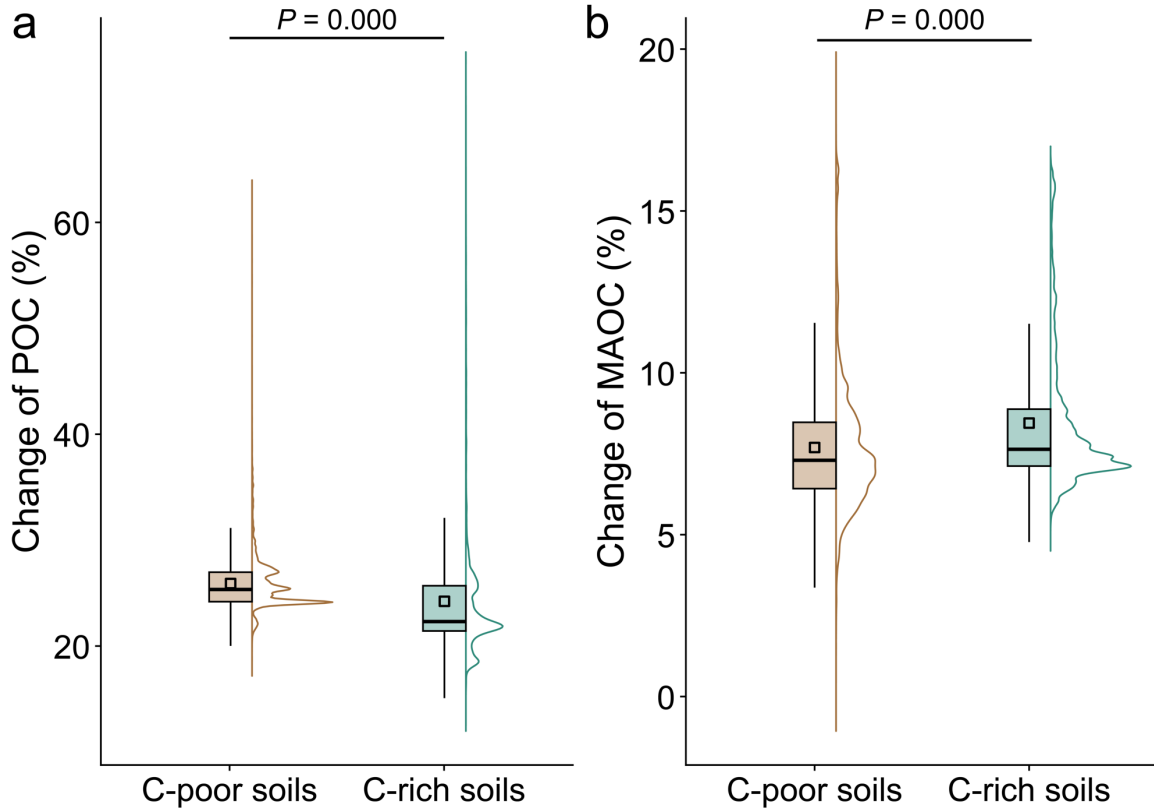 a
P = 0.000
Change of POC (%)
60
40
20
C-poor soils
C-rich soils
b
P = 0.000
Change of MAOC (%)
20
15
10
5
0
C-poor soils
C-rich soils